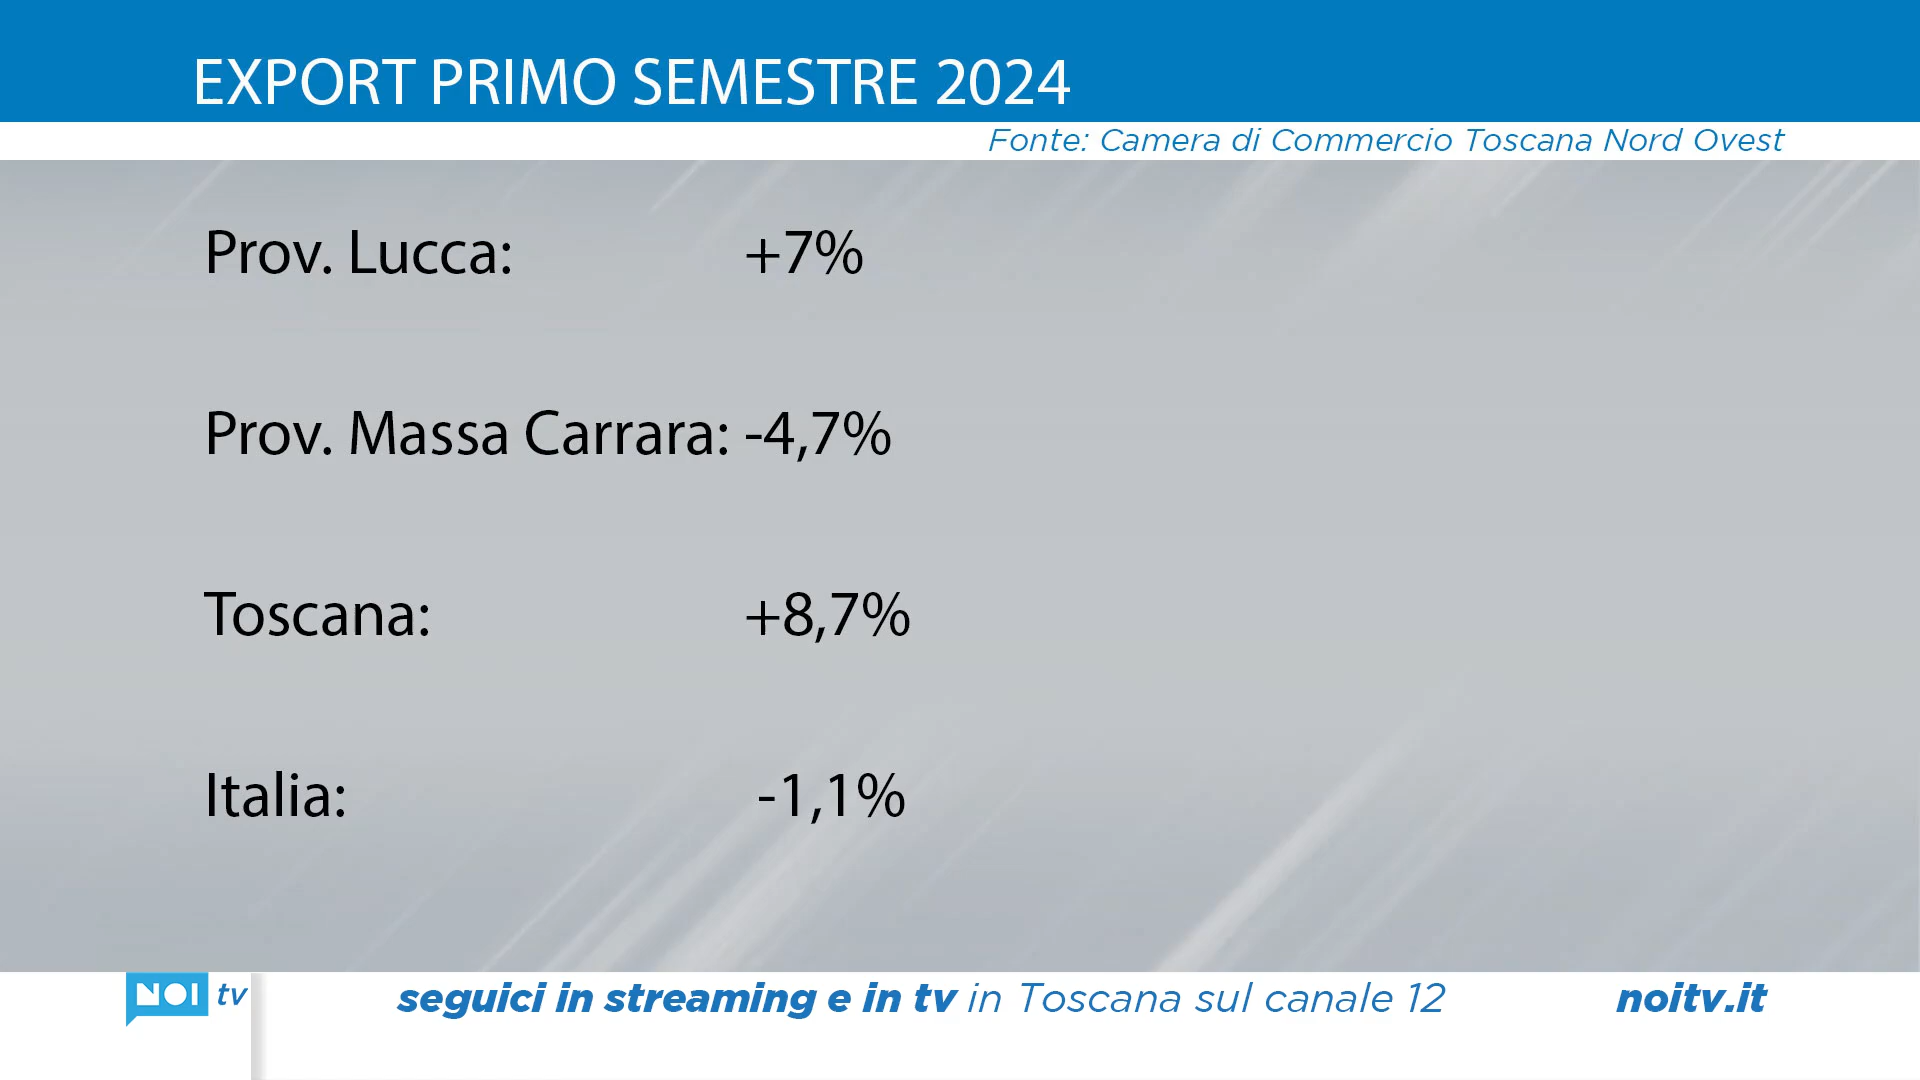 EXPORT PRIMO SEMESTRE 2024
Fonte: Camera di Commercio Toscana Nord Ovest
Prov. Lucca: +7%
Prov. Massa Carrara: -4,7%
Toscana: +8,7%
Italia: -1,1%
NOI tv seguici in streaming e in tv in Toscana sul canale 12 noitv.it